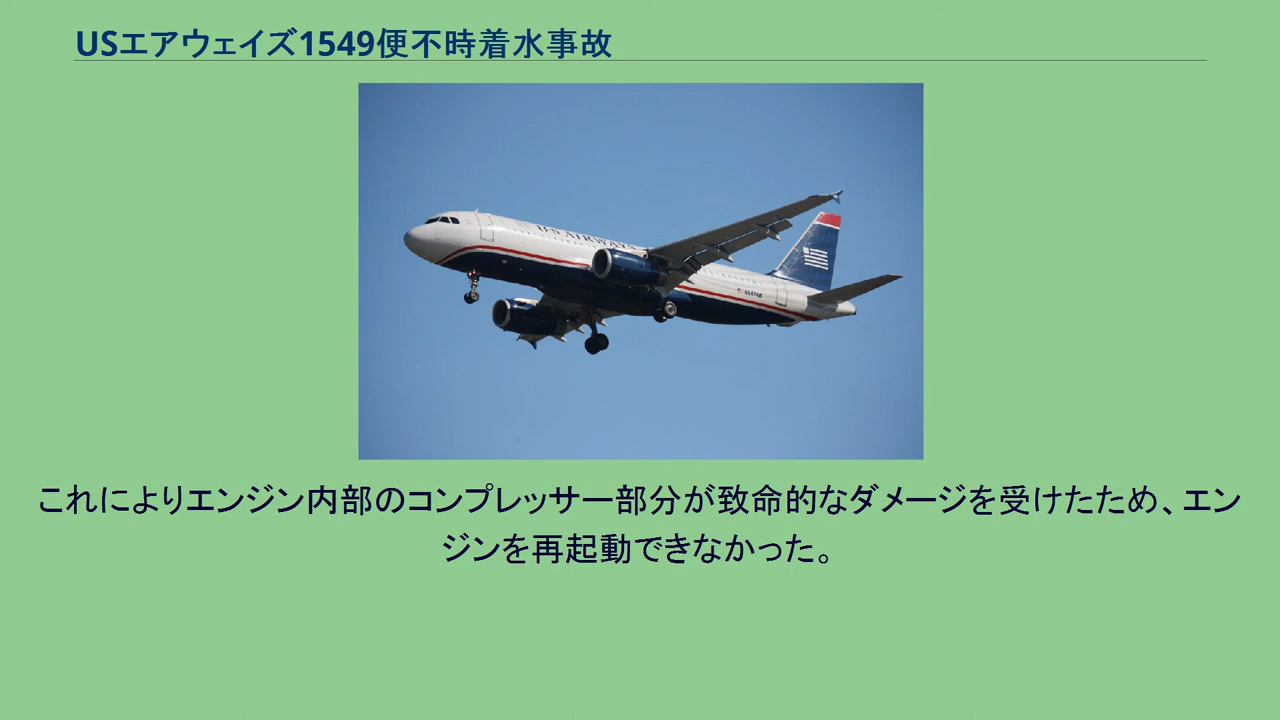 USエアウェイズ1549便不時着水事故
US AIRWAYS
これによりエンジン内部のコンプレッサー部分が致命的なダメージを受けたため、エン
ジンを再起動できなかった。